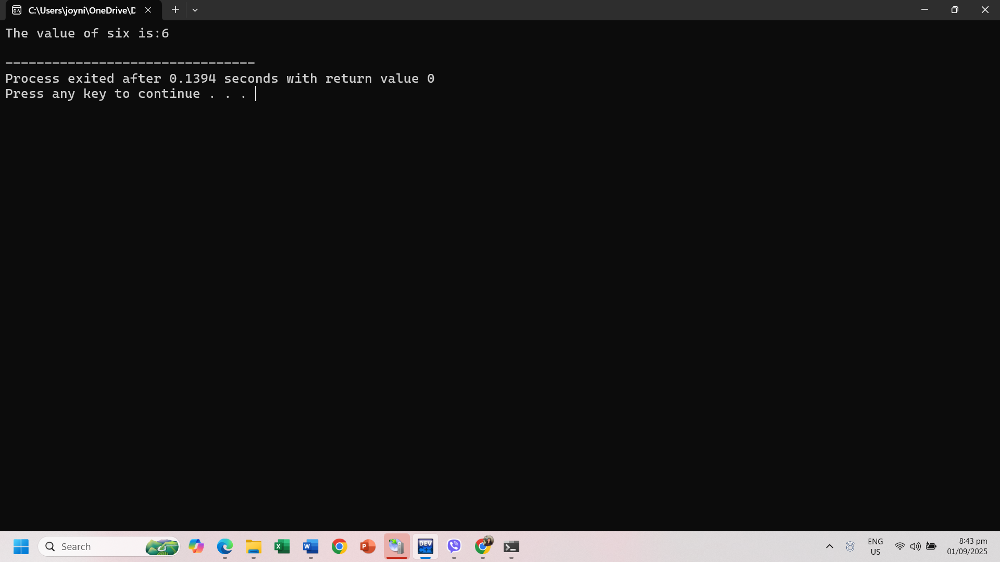 C:\Users\joyni\OneDrive\D
The value of six is:6
--------------------------------
Process exited after 0.1394 seconds with return value 0
Press any key to continue . . .
Search
X
W
P
DEV
C++
ENG
US
8:43 pm
01/09/2025